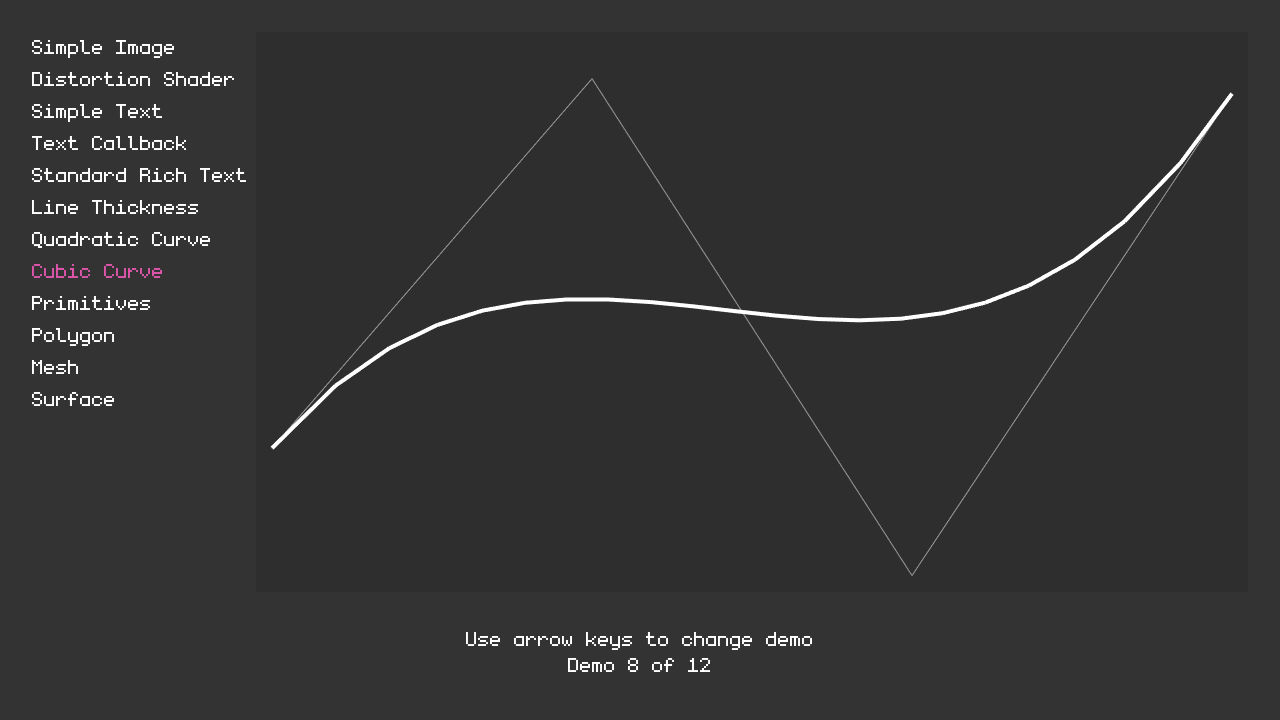 Simple Image
Distortion Shader
Simple Text
Text Callback
Standard Rich Text
Line Thickness
Quadratic Curve
Cubic Curve
Primitives
Polygon
Mesh
Surface
Use arrow keys to change demo
Demo 8 of 12